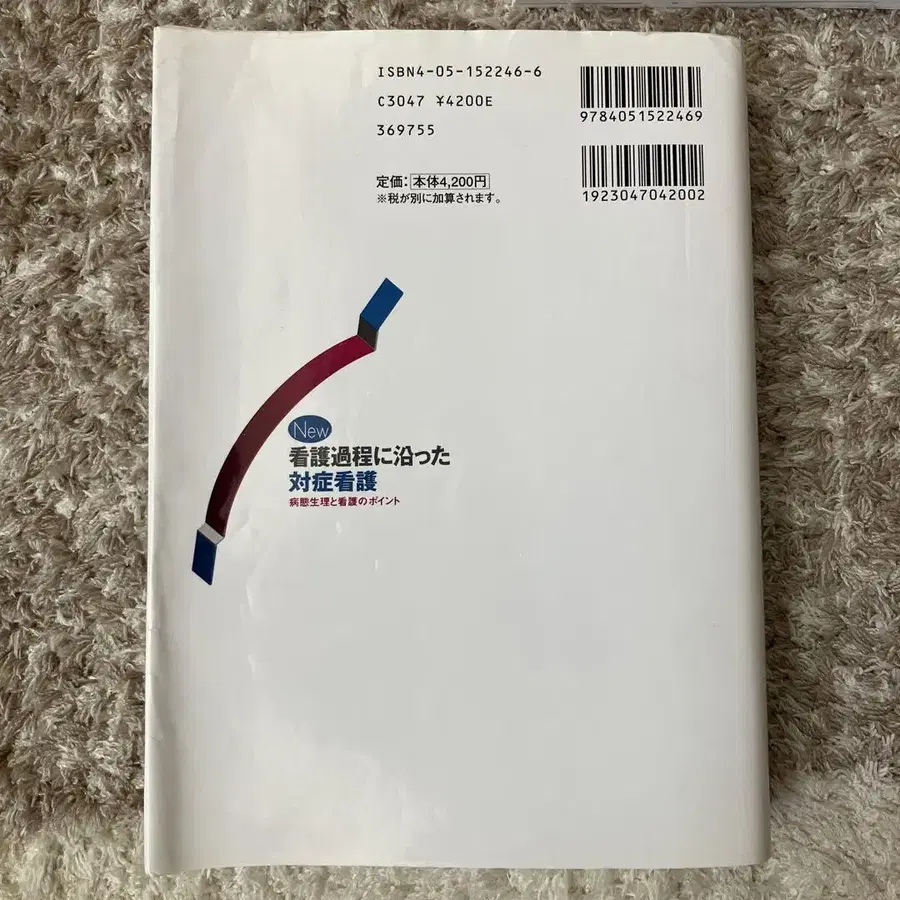 ISBN4-05-152246-6
C3047 ¥4200E
369755
9784051522469
定価：本体4,200円
※税が別に加算されます。
1923047042002
New
看護過程に沿った
対症看護
病態生理と看護のポイント